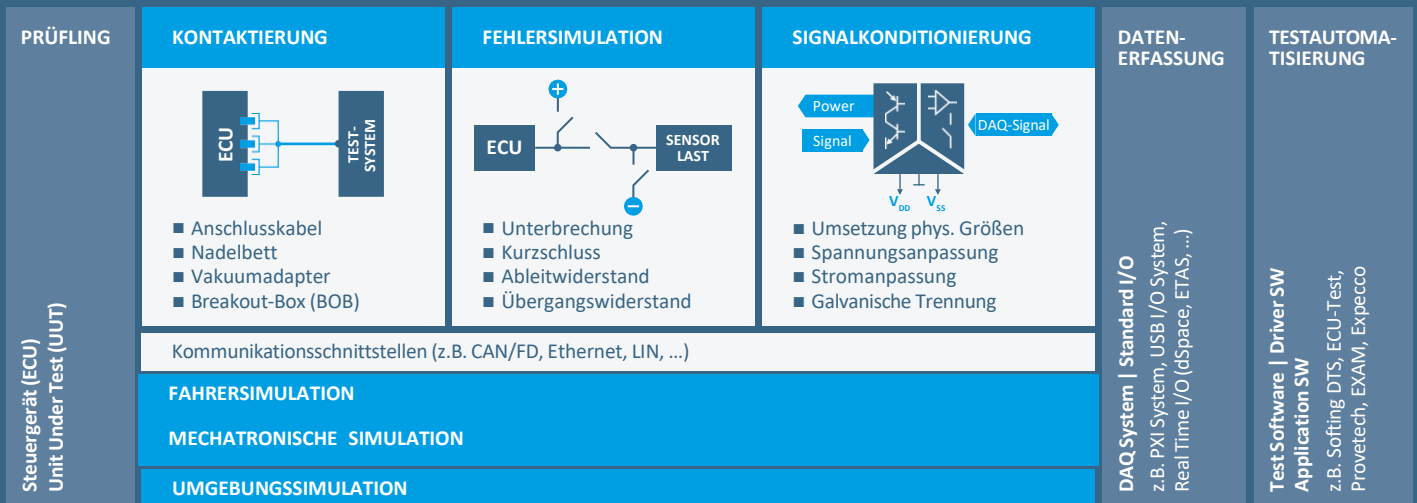 PRÜFLING
Steuergerät (ECU)
Unit Under Test (UUT)
KONTAKTIERUNG
ECU
TEST-
SYSTEM
■ Anschlusskabel
■ Nadelbett
■ Vakuumadapter
■ Breakout-Box (BOB)
FEHLERSIMULATION
+
ECU
SENSOR
LAST
−
■ Unterbrechung
■ Kurzschluss
■ Ableitwiderstand
■ Übergangswiderstand
SIGNALKONDITIONIERUNG
Power
Signal
DAQ-Signal
VDD VSS
■ Umsetzung phys. Größen
■ Spannungsanpassung
■ Stromanpassung
■ Galvanische Trennung
Kommunikationsschnittstellen (z.B. CAN/FD, Ethernet, LIN, ...)
FAHRERSIMULATION
MECHATRONISCHE SIMULATION
UMGEBUNGSSIMULATION
DATEN-
ERFASSUNG
DAQ System | Standard I/O
z.B. PXI System, USB I/O System,
Real Time I/O (dSpace, ETAS, ...)
TESTAUTOMA-
TISIERUNG
Test Software | Driver SW
Application SW
z.B. Softing DTS, ECU-Test,
Provetech, EXAM, Expecco